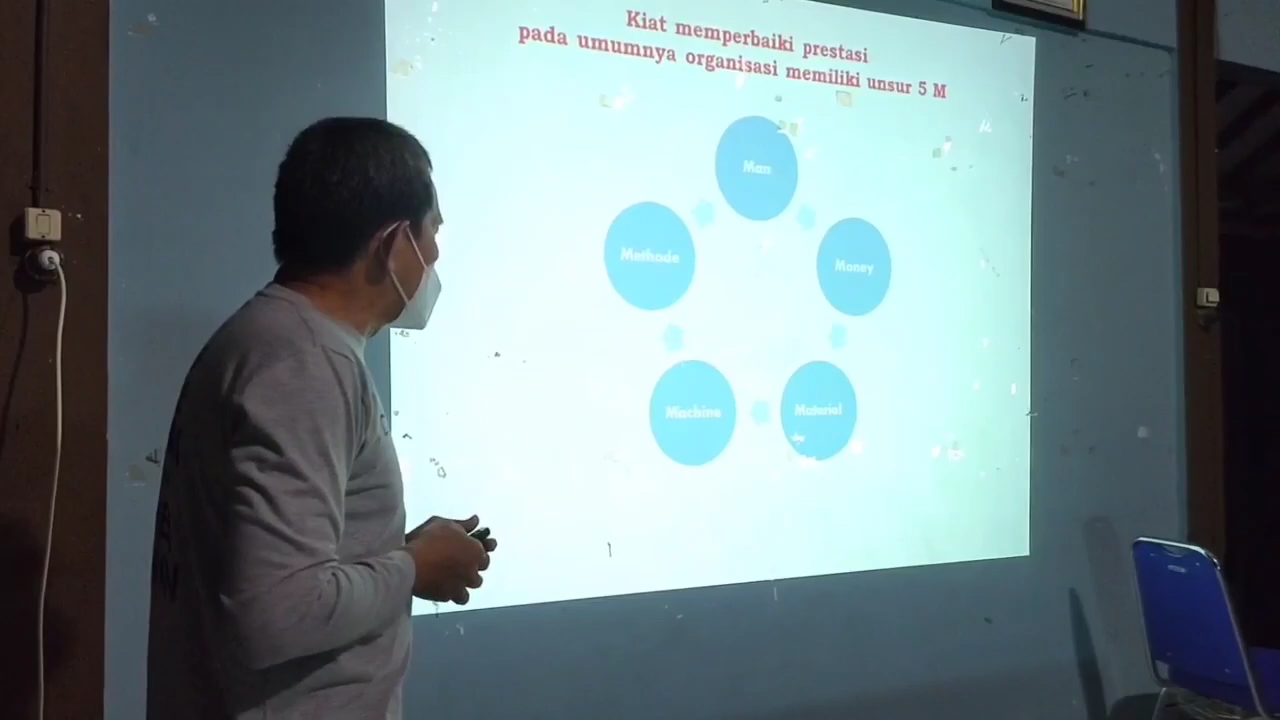 Kiat memperbaiki prestasi
pada umumnya organisasi memiliki unsur 5 M
Man
Methode
Money
Machine
Material